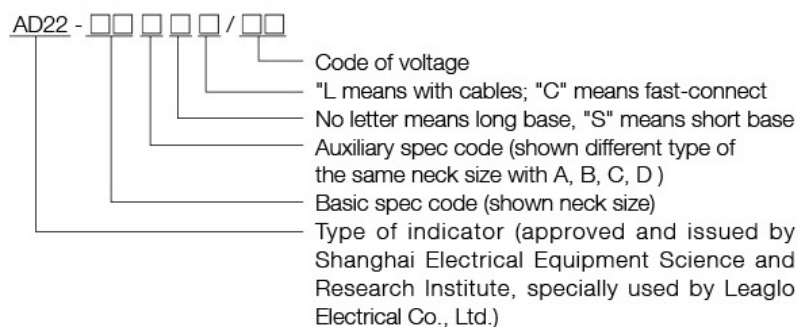 AD22 - □□ □ □ □ / □□
Code of voltage
"L means with cables; "C" means fast-connect
No letter means long base, "S" means short base
Auxiliary spec code (shown different type of
the same neck size with A, B, C, D )
Basic spec code (shown neck size)
Type of indicator (approved and issued by
Shanghai Electrical Equipment Science and
Research Institute, specially used by Leaglo
Electrical Co., Ltd.)